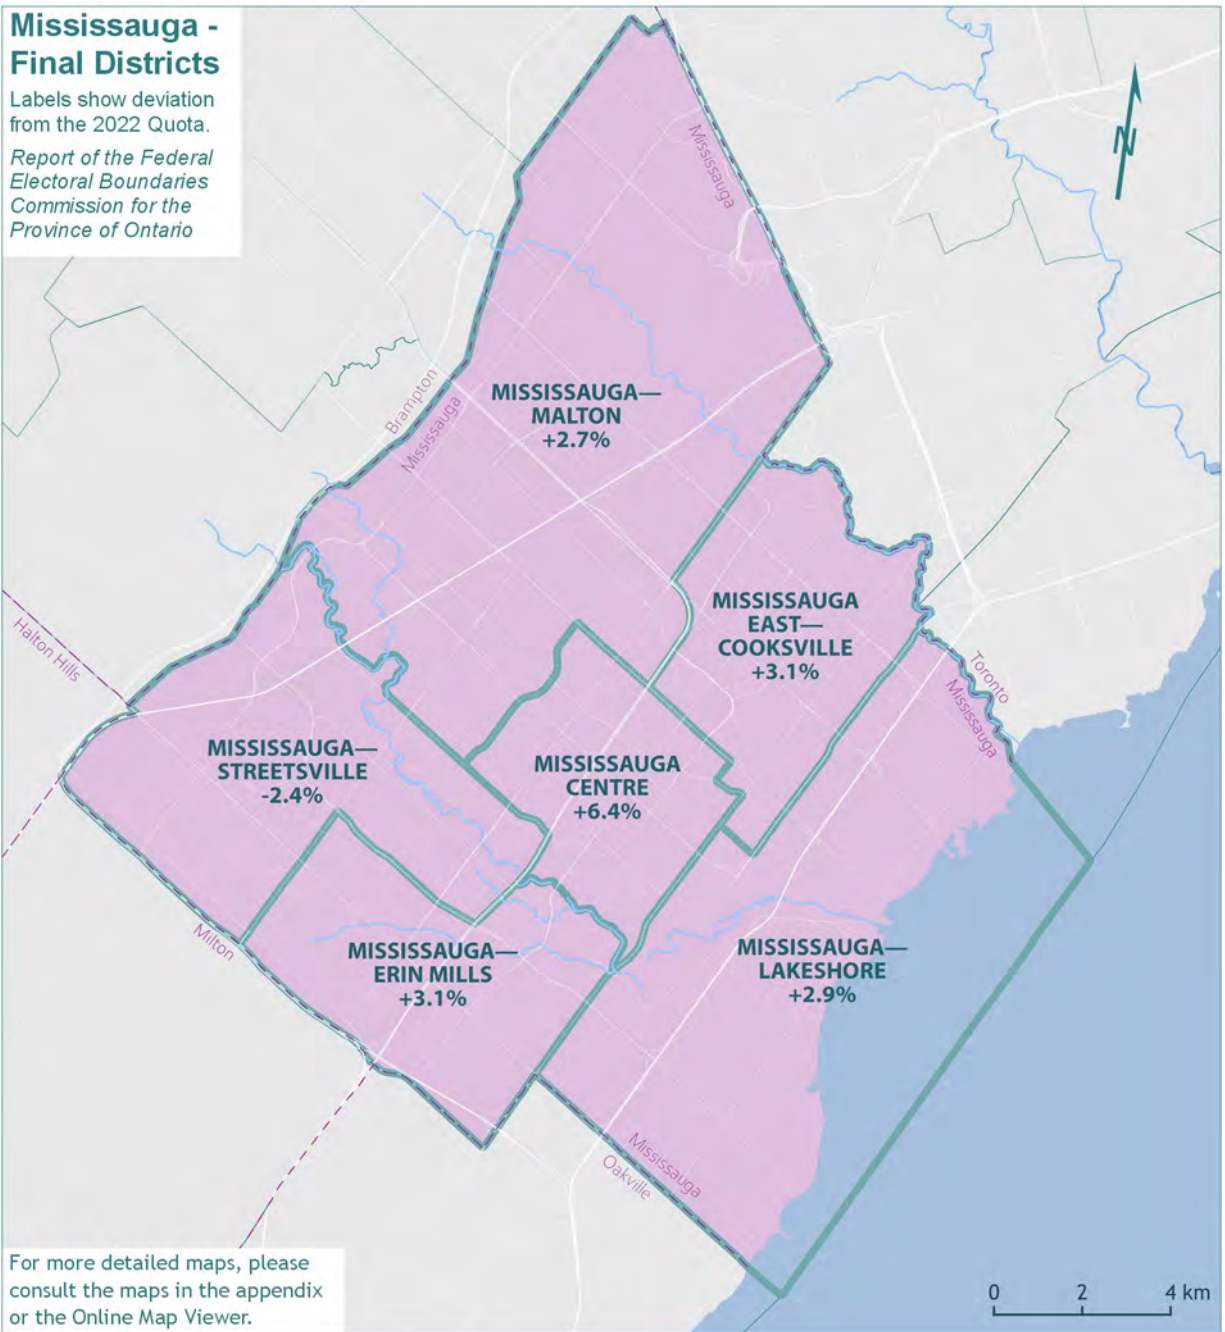 Mississauga -
Final Districts
Labels show deviation
from the 2022 Quota.
Report of the Federal
Electoral Boundaries
Commission for the
Province of Ontario
N
Mississauga
Brampton
Mississauga
MISSISSAUGA—
MALTON
+2.7%
MISSISSAUGA
EAST—
COOKSVILLE
+3.1%
Halton Hills
Toronto
Mississauga
MISSISSAUGA—
STREETSVILLE
-2.4%
MISSISSAUGA
CENTRE
+6.4%
Milton
MISSISSAUGA—
ERIN MILLS
+3.1%
MISSISSAUGA—
LAKESHORE
+2.9%
Mississauga
Oakville
For more detailed maps, please
consult the maps in the appendix
or the Online Map Viewer.
0 2 4 km